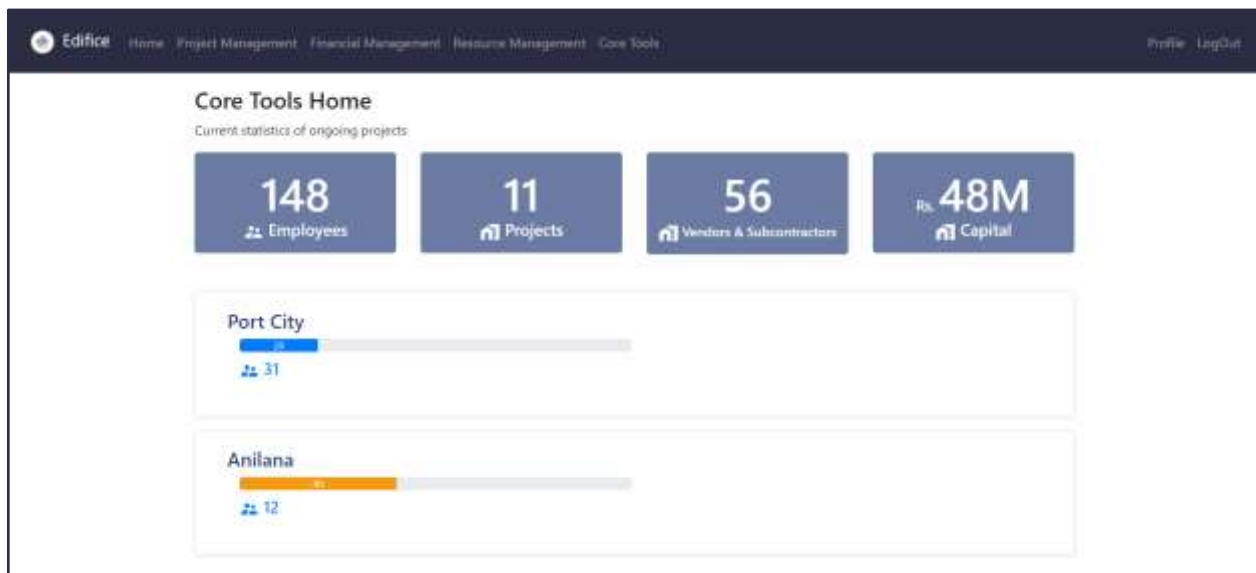 Edifice Home Project Management Financial Management Resource Management Core Tools Profile LogOut
Core Tools Home
Current statistics of ongoing projects
148 11 56 Rs. 48M
Employees Projects Vendors & Subcontractors Capital
Port City
31
Anilana
12